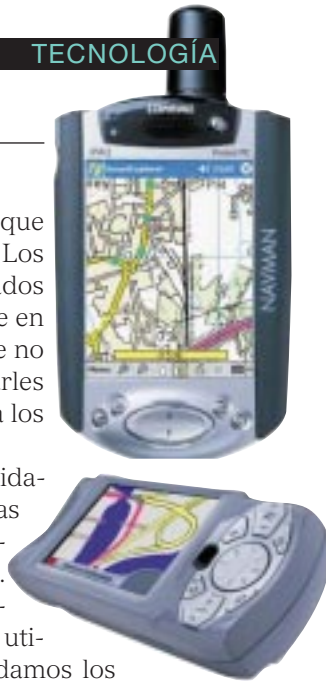 TECNOLOGÍA
que
Los
dos
e en
e no
rles
los
NAVMAN
ida-
as
-
.
-
uti-
damos los